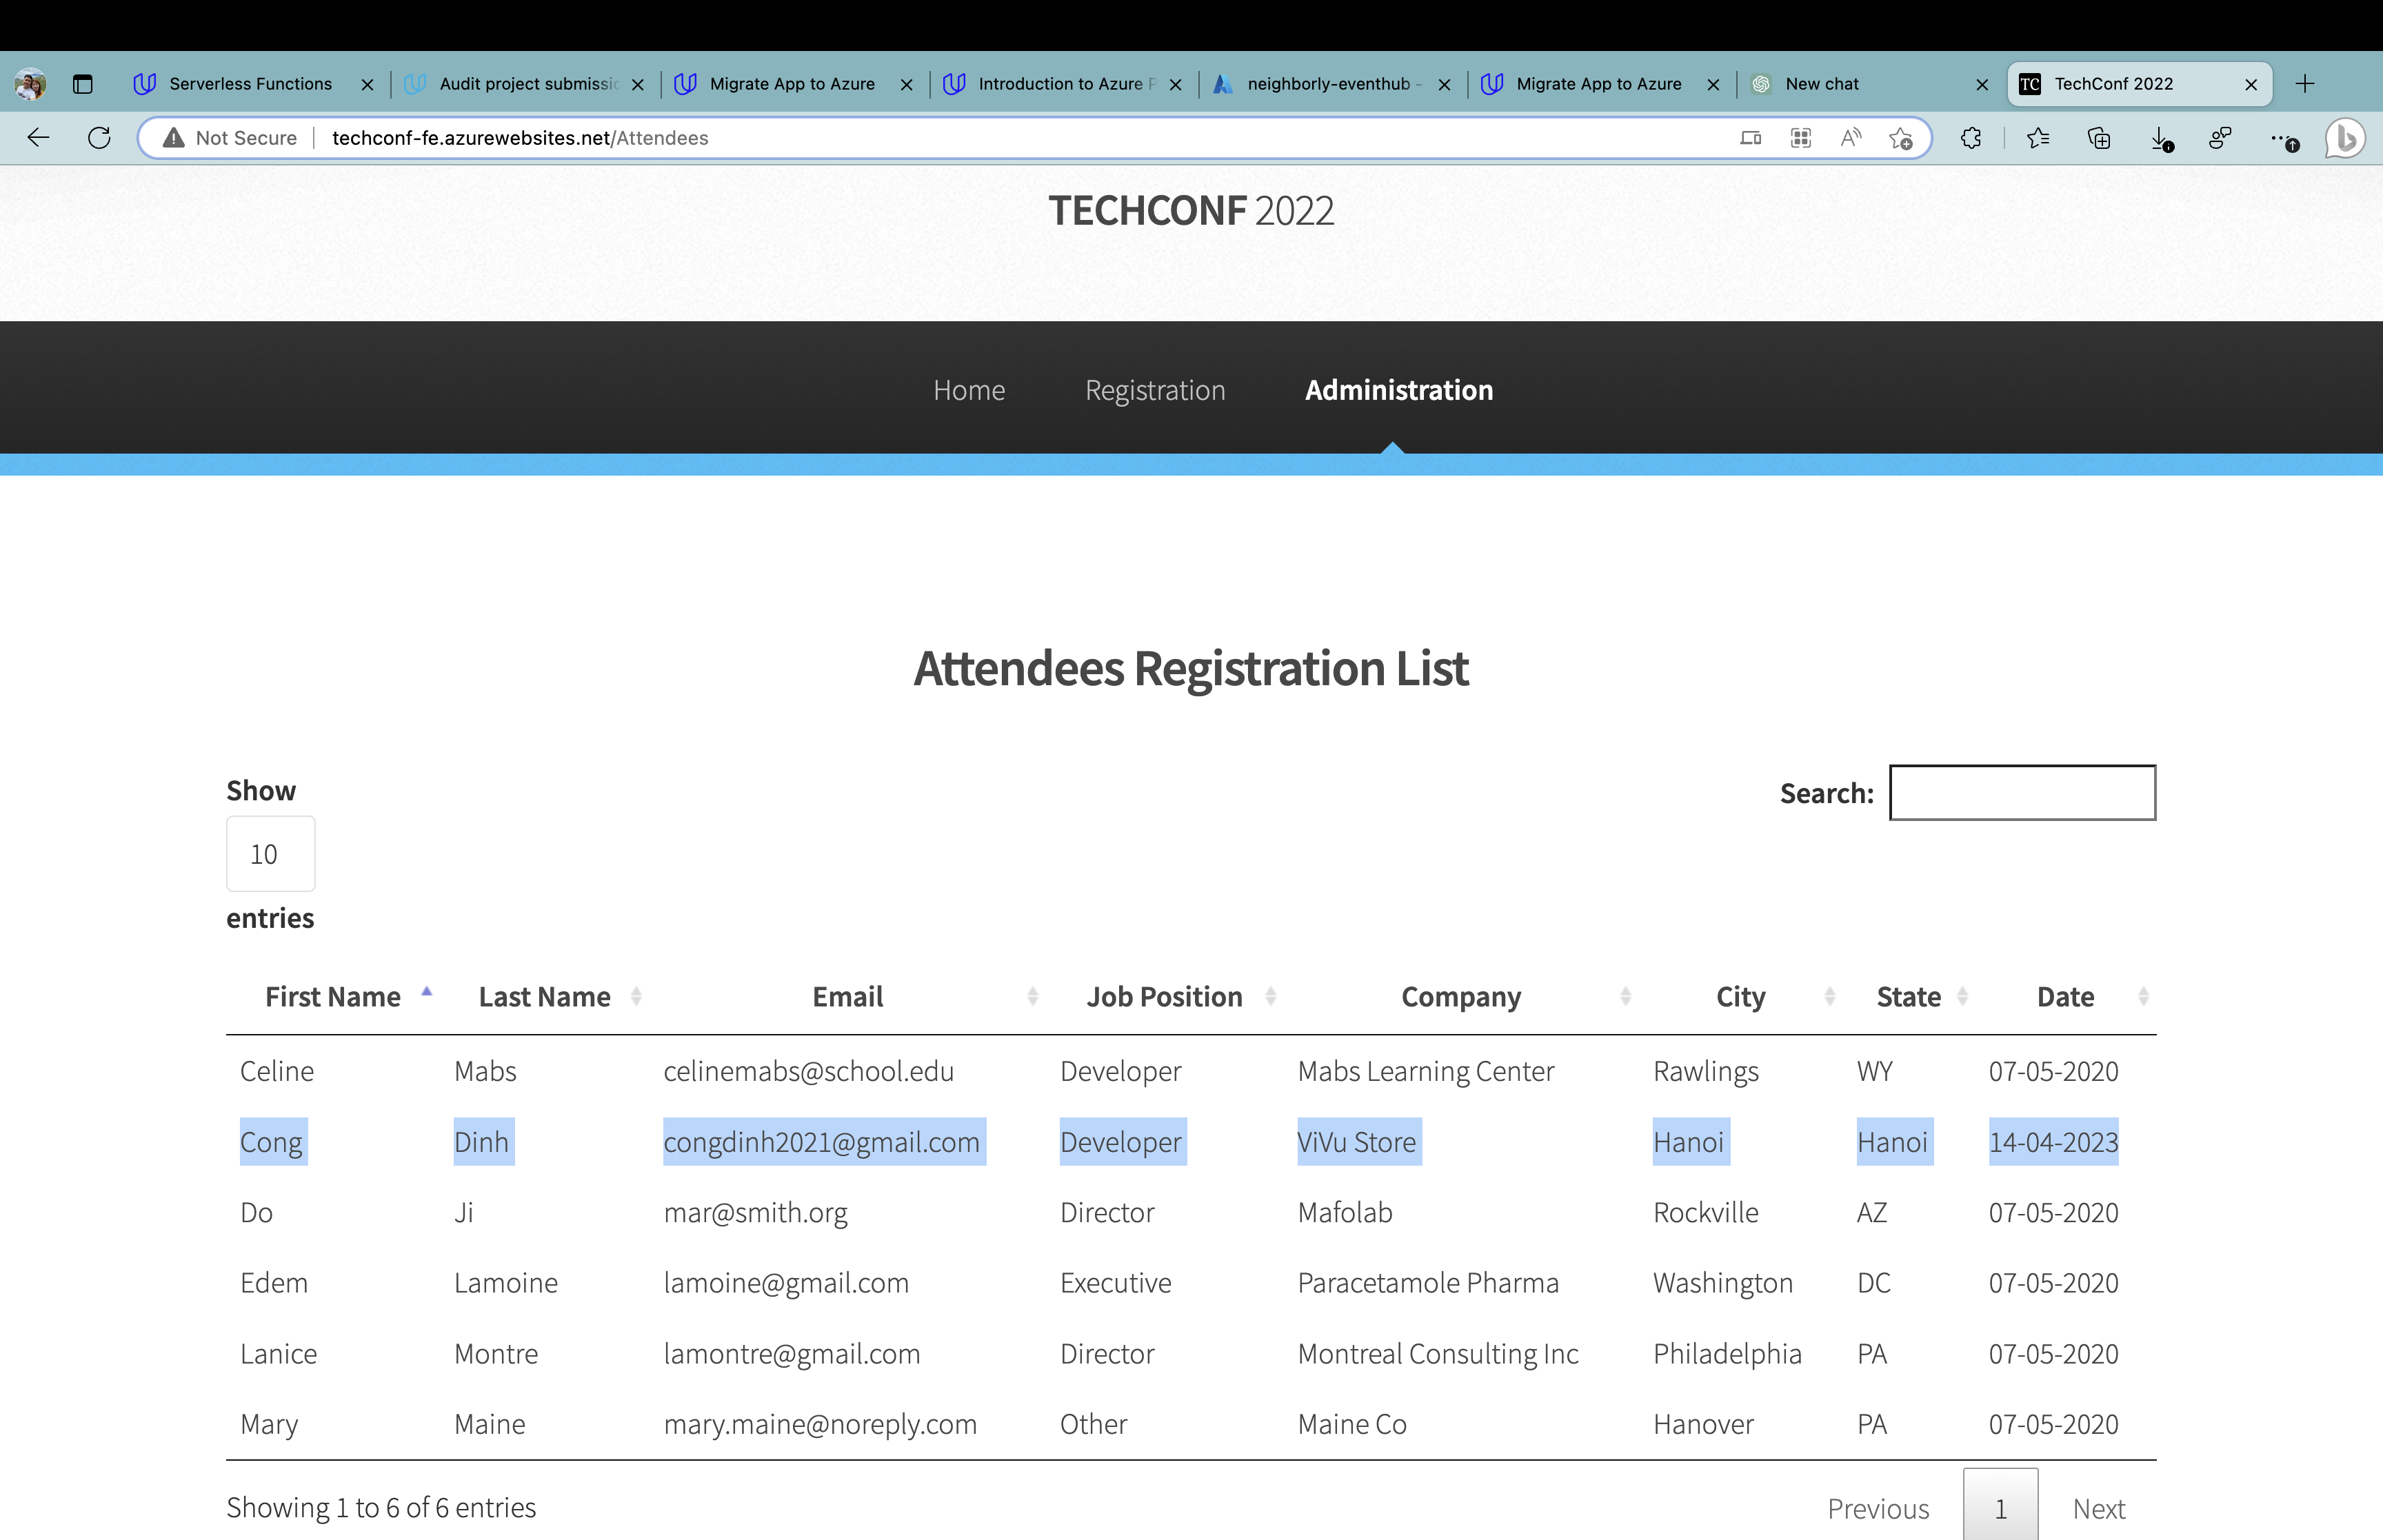 Serverless Functions
Audit project submissic
Migrate App to Azure
Introduction to Azure P
neighborly-eventhub -
Migrate App to Azure
New chat
TC TechConf 2022
Not Secure techconf-fe.azurewebsites.net/Attendees
TECHCONF 2022
Home Registration Administration
Attendees Registration List
Show
10
entries
Search:
First Name Last Name Email Job Position Company City State Date
Celine Mabs celinemabs@school.edu Developer Mabs Learning Center Rawlings WY 07-05-2020
Cong Dinh congdinh2021@gmail.com Developer ViVu Store Hanoi Hanoi 14-04-2023
Do Ji mar@smith.org Director Mafolab Rockville AZ 07-05-2020
Edem Lamoine lamoine@gmail.com Executive Paracetamole Pharma Washington DC 07-05-2020
Lanice Montre lamontre@gmail.com Director Montreal Consulting Inc Philadelphia PA 07-05-2020
Mary Maine mary.maine@noreply.com Other Maine Co Hanover PA 07-05-2020
Showing 1 to 6 of 6 entries
Previous 1 Next